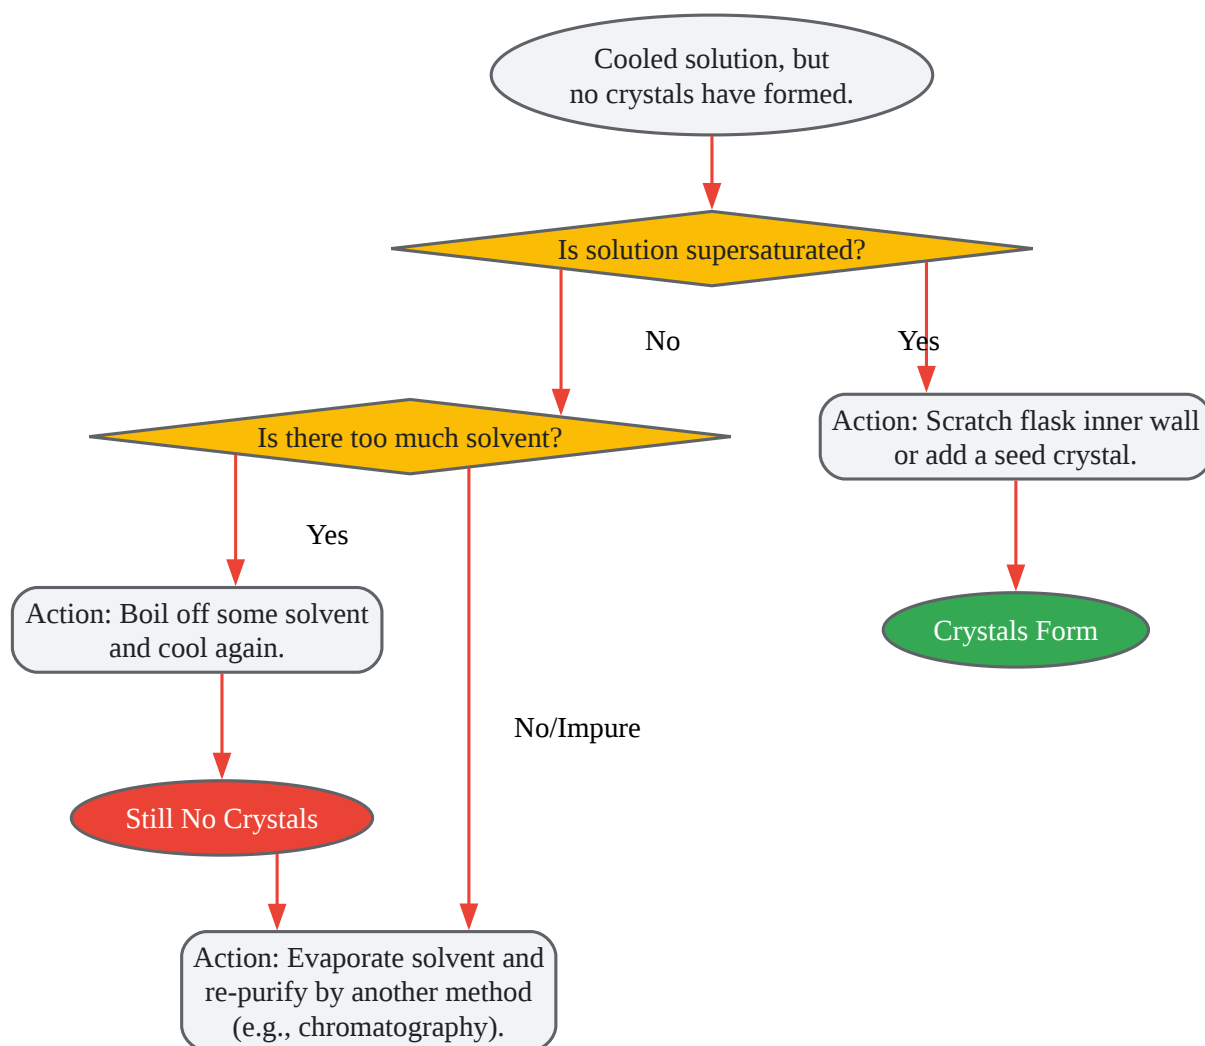 Cooled solution, but
no crystals have formed.
Is solution supersaturated?
No
Yes
Is there too much solvent?
Action: Scratch flask inner wall
or add a seed crystal.
Yes
Action: Boil off some solvent
and cool again.
Crystals Form
No/Impure
Still No Crystals
Action: Evaporate solvent and
re-purify by another method
(e.g., chromatography).